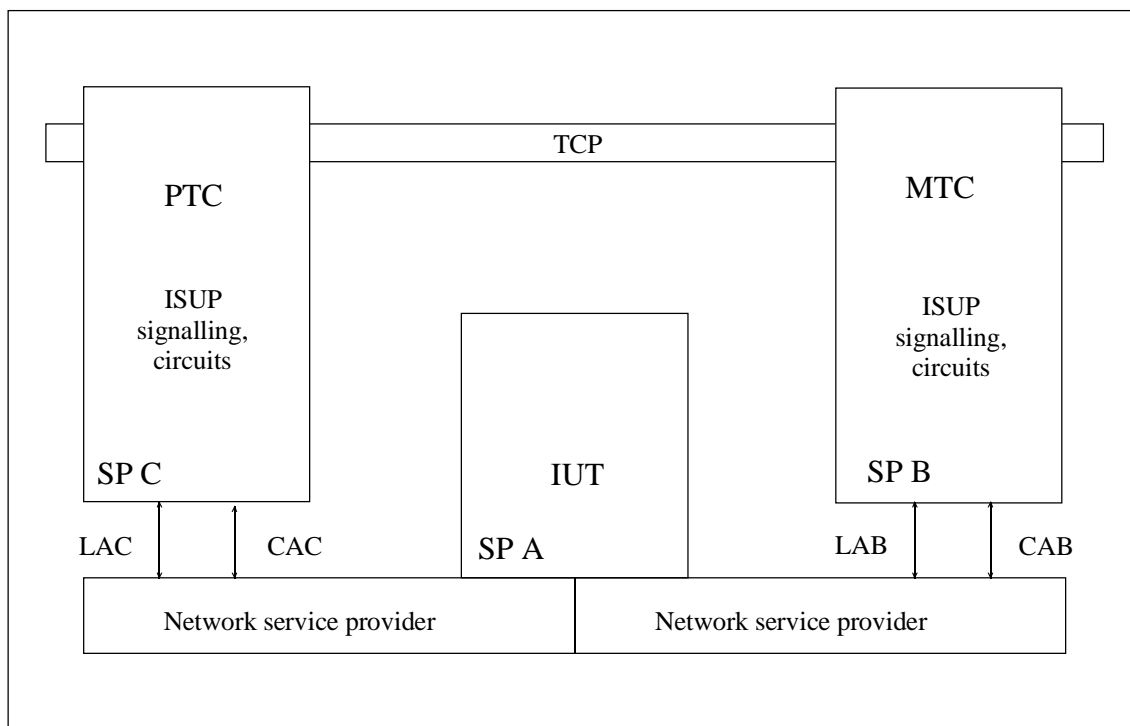 TCP
PTC
MTC
ISUP
signalling,
circuits
ISUP
signalling,
circuits
SP C
IUT
SP B
SP A
LAC
CAC
LAB
CAB
Network service provider
Network service provider